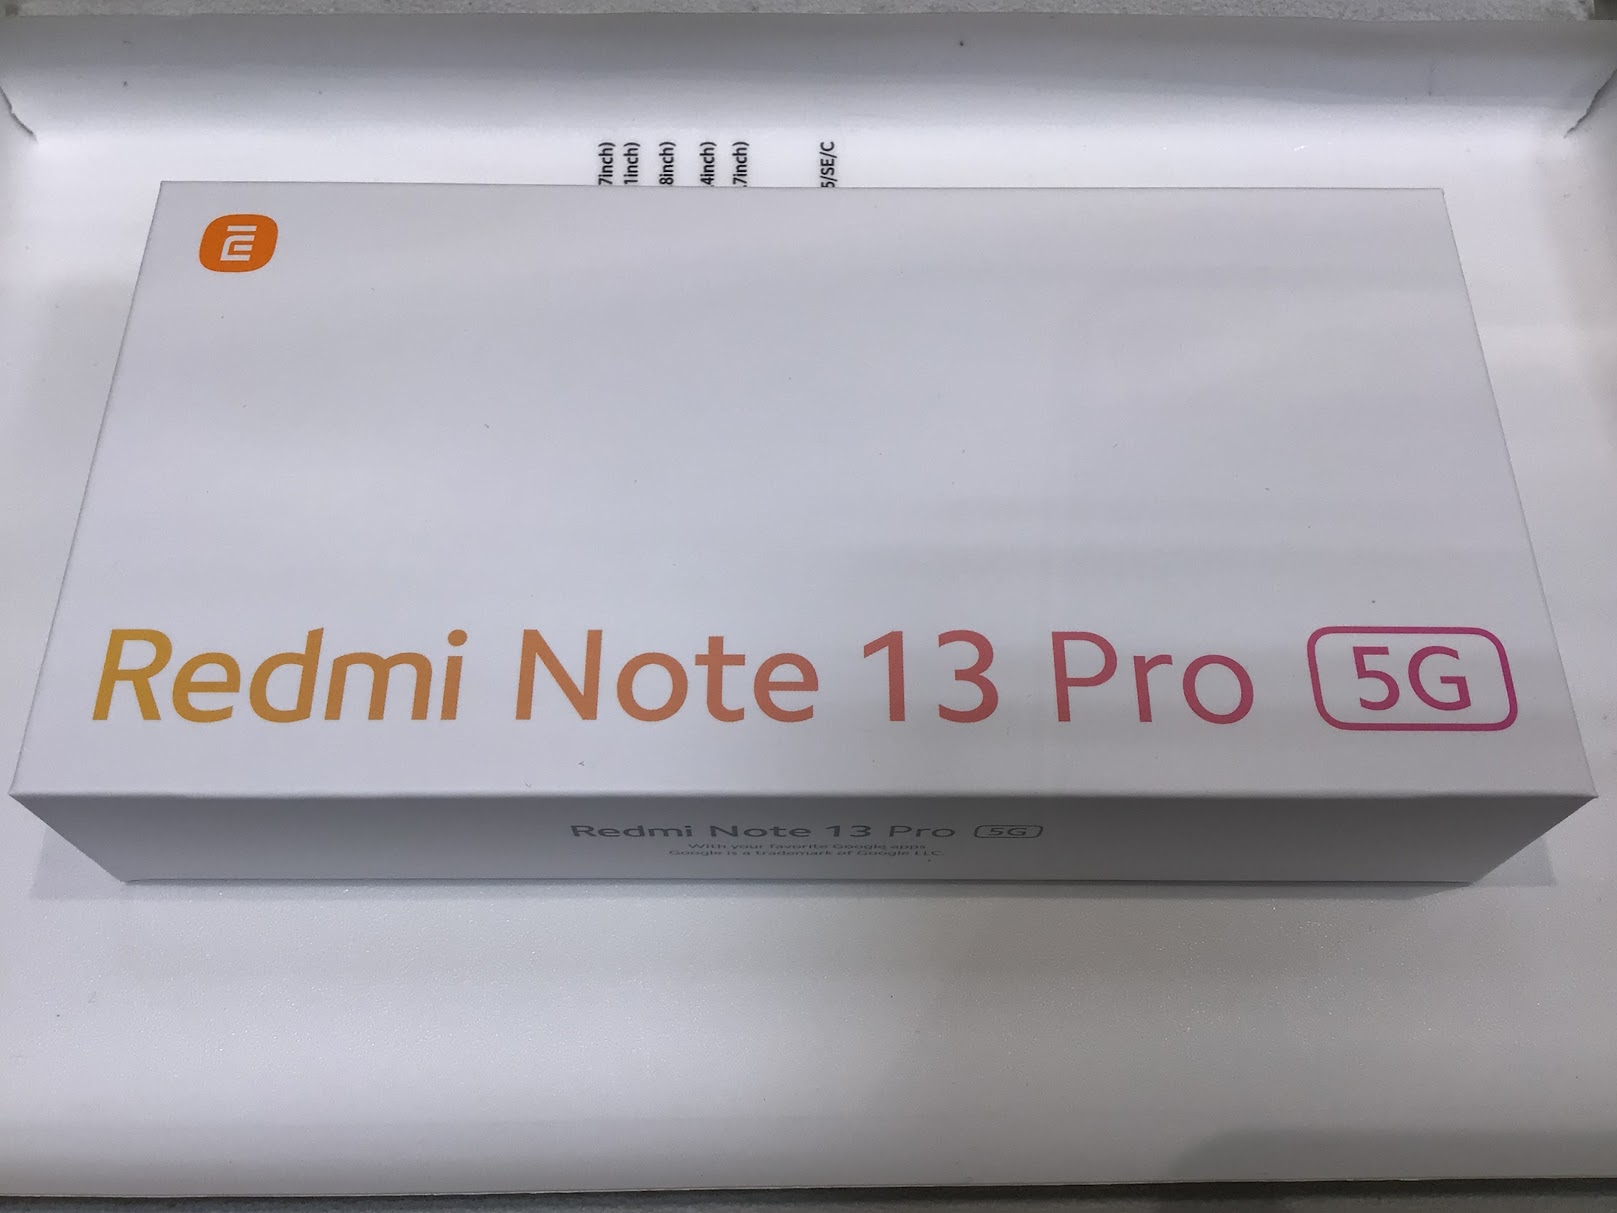 7inch)
1inch)
8inch)
.4inch)
.7inch)
5/SE/C
Redmi Note 13 Pro 5G
Redmi Note 13 Pro 5G
With your favorite Google apps
Google is a trademark of Google LLC.